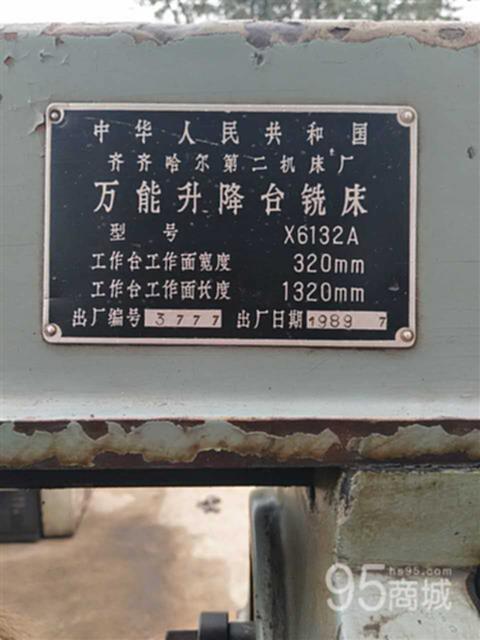 中华人民共和国
齐齐哈尔第二机床厂
万能升降台铣床
型号 X6132A
工作台工作面宽度 320mm
工作台工作面长度 1320mm
出厂编号 3777 出厂日期 1989 7
95商城
hs95.com